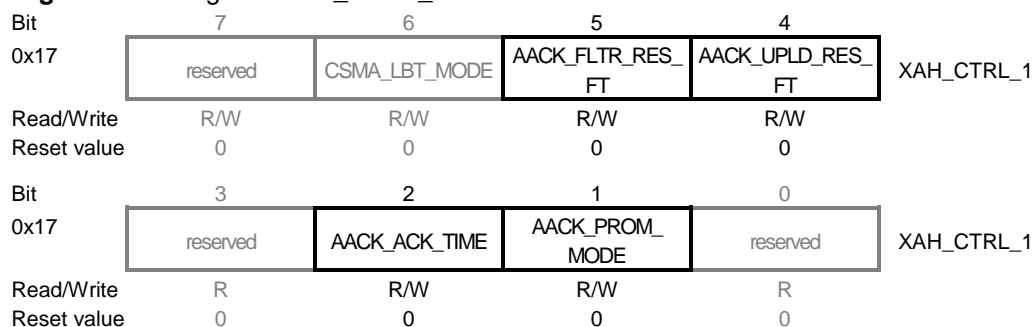 Bit 7 6 5 4
0x17 reserved CSMA_LBT_MODE AACK_FLTR_RES_ AACK_UPLD_RES_ XAH_CTRL_1
FT FT
Read/Write R/W R/W R/W R/W
Reset value 0 0 0 0
Bit 3 2 1 0
0x17 reserved AACK_ACK_TIME AACK_PROM_ reserved XAH_CTRL_1
MODE
Read/Write R R/W R/W R
Reset value 0 0 0 0